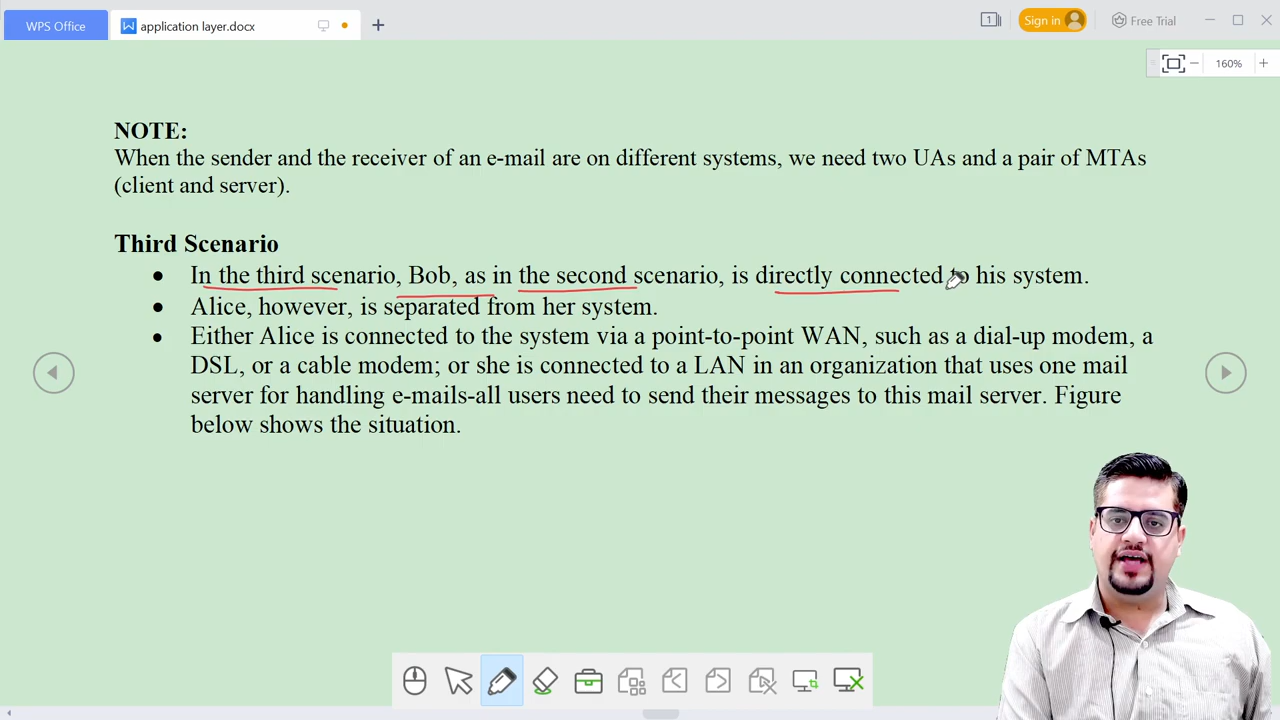 WPS Office
application layer.docx
1
Sign in
Free Trial
160%
NOTE:
When the sender and the receiver of an e-mail are on different systems, we need two UAs and a pair of MTAs
(client and server).
Third Scenario
• In the third scenario, Bob, as in the second scenario, is directly connected to his system.
• Alice, however, is separated from her system.
• Either Alice is connected to the system via a point-to-point WAN, such as a dial-up modem, a
DSL, or a cable modem; or she is connected to a LAN in an organization that uses one mail
server for handling e-mails-all users need to send their messages to this mail server. Figure
below shows the situation.